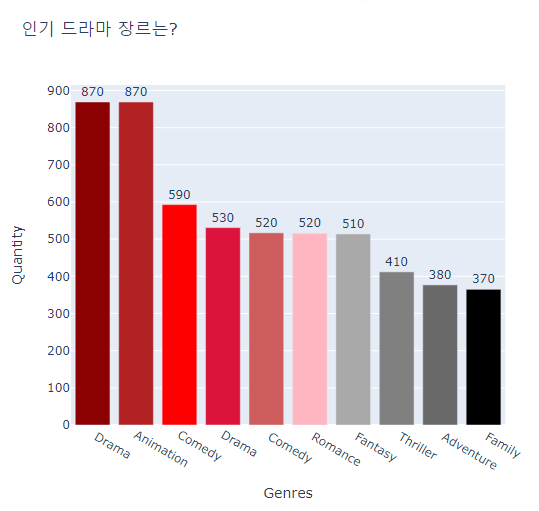 인기 드라마 장르는?
900
800
700
600
500
400
300
200
100
0
Quantity
870
870
590
530
520
520
510
410
380
370
Drama
Animation
Comedy
Drama
Comedy
Romance
Fantasy
Thriller
Adventure
Family
Genres